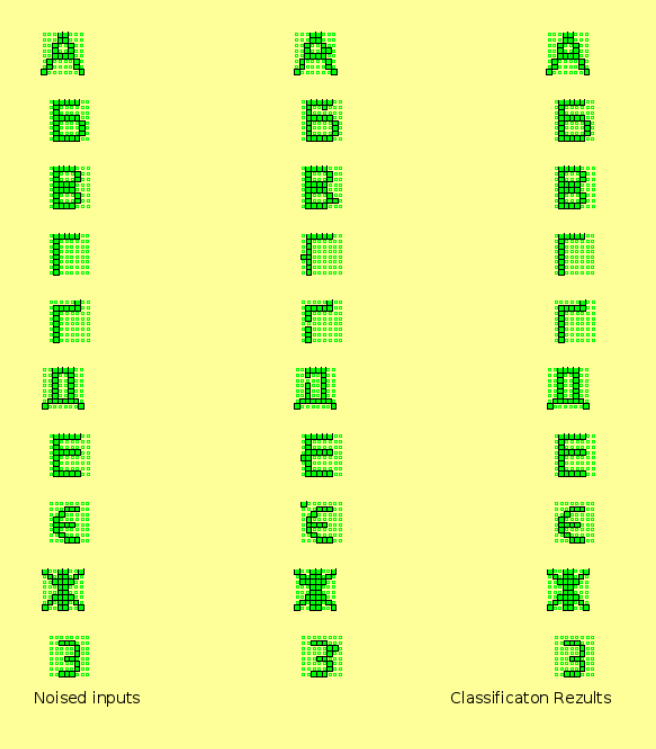 А А А
Б Б Б
В В В
Г Г Г
Ґ Ґ Ґ
Д Д Д
Е Е Е
Є Є Є
Ж Ж Ж
З З З
Noised inputs Classificaton Rezults